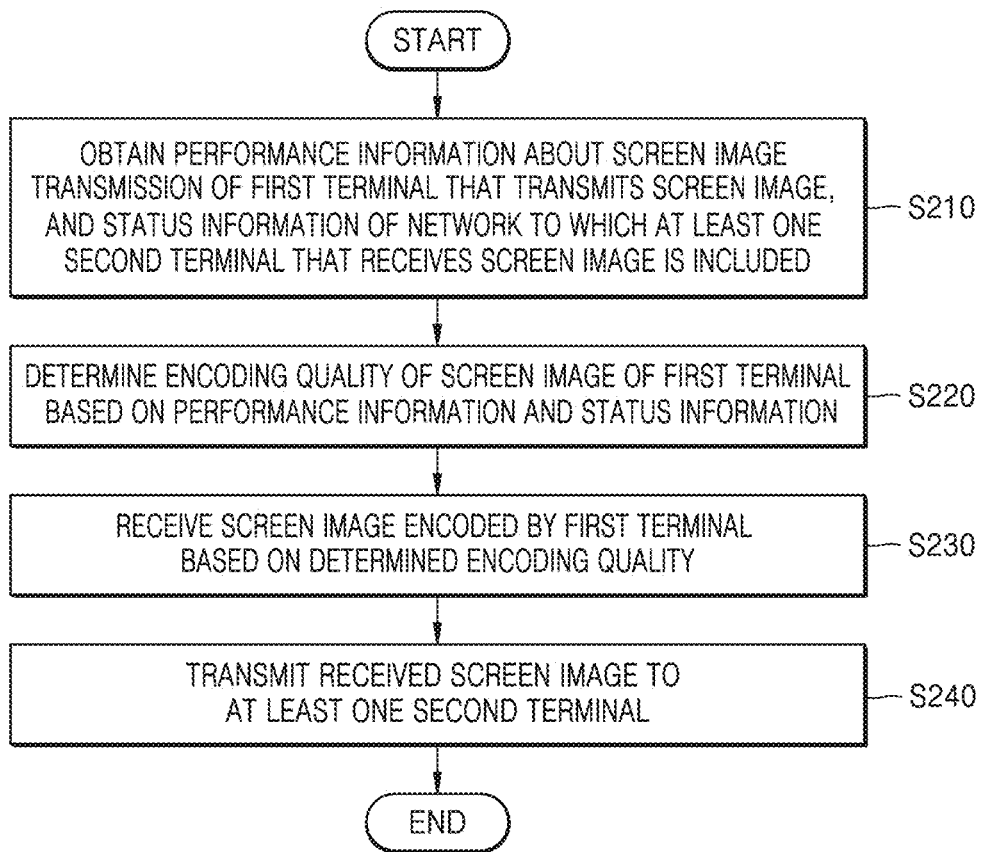 START
OBTAIN PERFORMANCE INFORMATION ABOUT SCREEN IMAGE
TRANSMISSION OF FIRST TERMINAL THAT TRANSMITS SCREEN IMAGE,
AND STATUS INFORMATION OF NETWORK TO WHICH AT LEAST ONE
SECOND TERMINAL THAT RECEIVES SCREEN IMAGE IS INCLUDED
S210
DETERMINE ENCODING QUALITY OF SCREEN IMAGE OF FIRST TERMINAL
BASED ON PERFORMANCE INFORMATION AND STATUS INFORMATION
S220
RECEIVE SCREEN IMAGE ENCODED BY FIRST TERMINAL
BASED ON DETERMINED ENCODING QUALITY
S230
TRANSMIT RECEIVED SCREEN IMAGE TO
AT LEAST ONE SECOND TERMINAL
S240
END